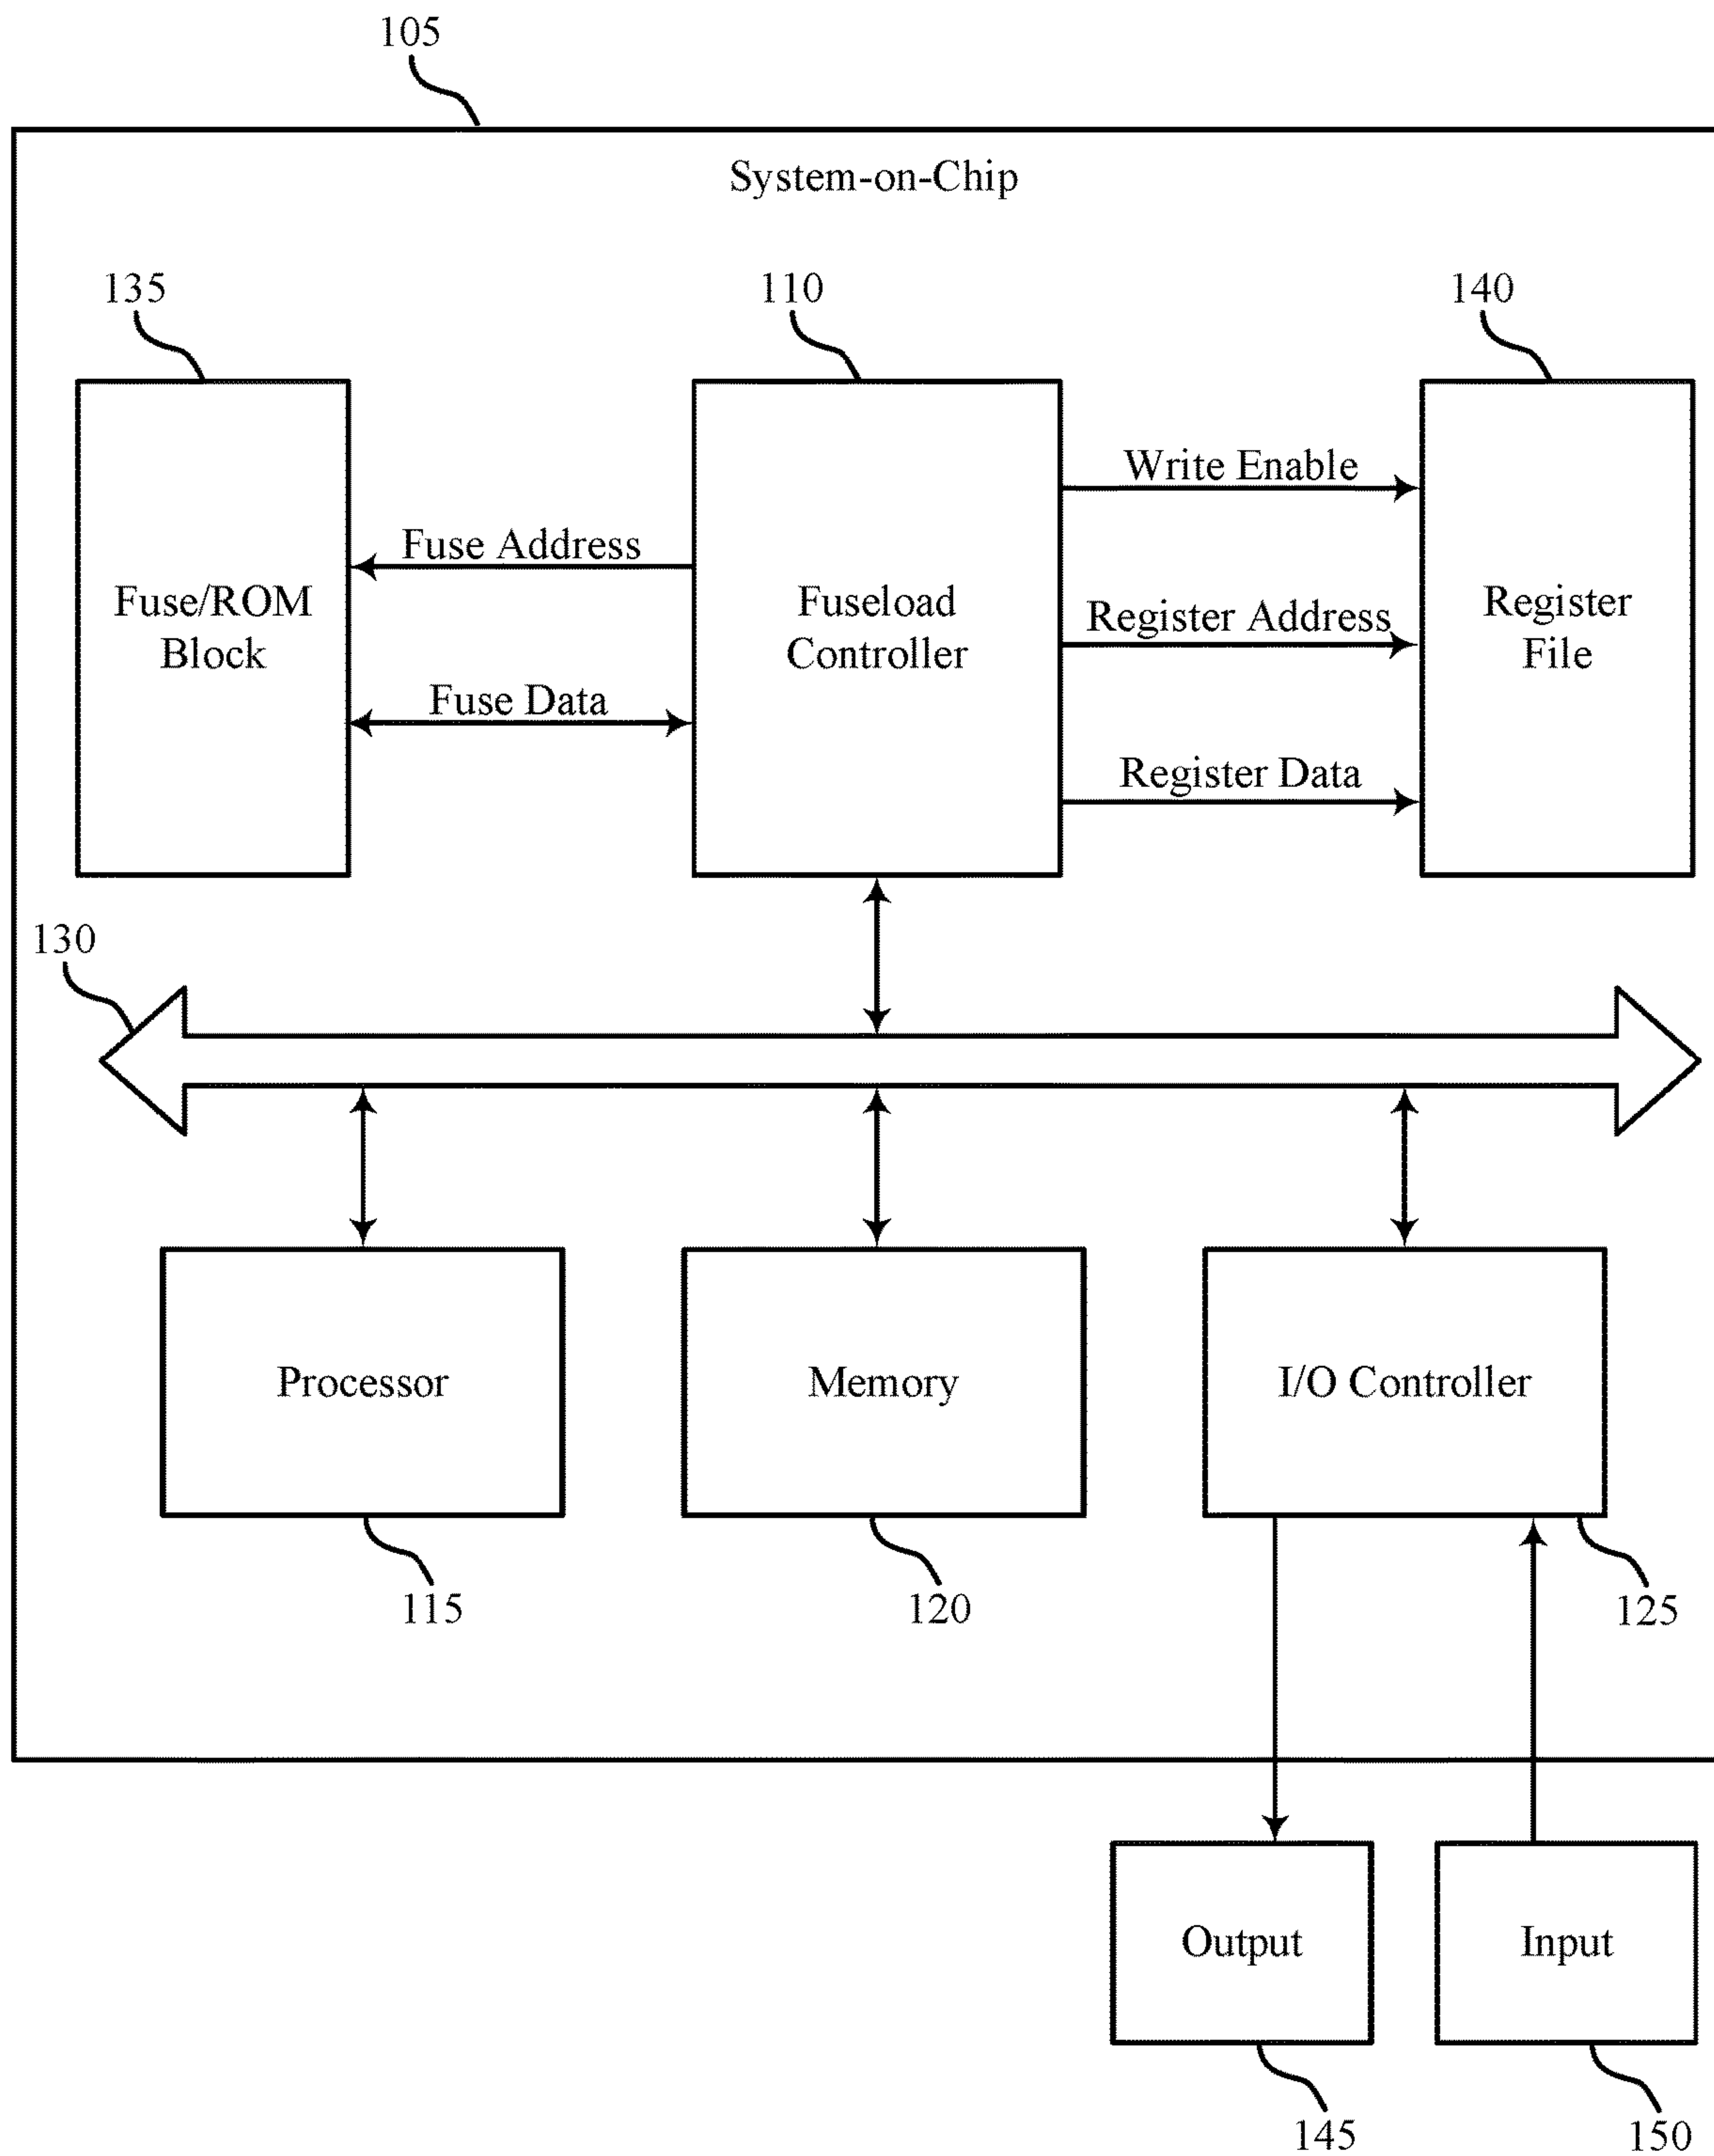 105
System-on-Chip
135
110
140
Write Enable
Fuse Address
Fuse/ROM
Block
Fuseload
Controller
Register Address
Register
File
Fuse Data
Register Data
130
Processor
Memory
I/O Controller
115
120
125
Output
Input
145
150